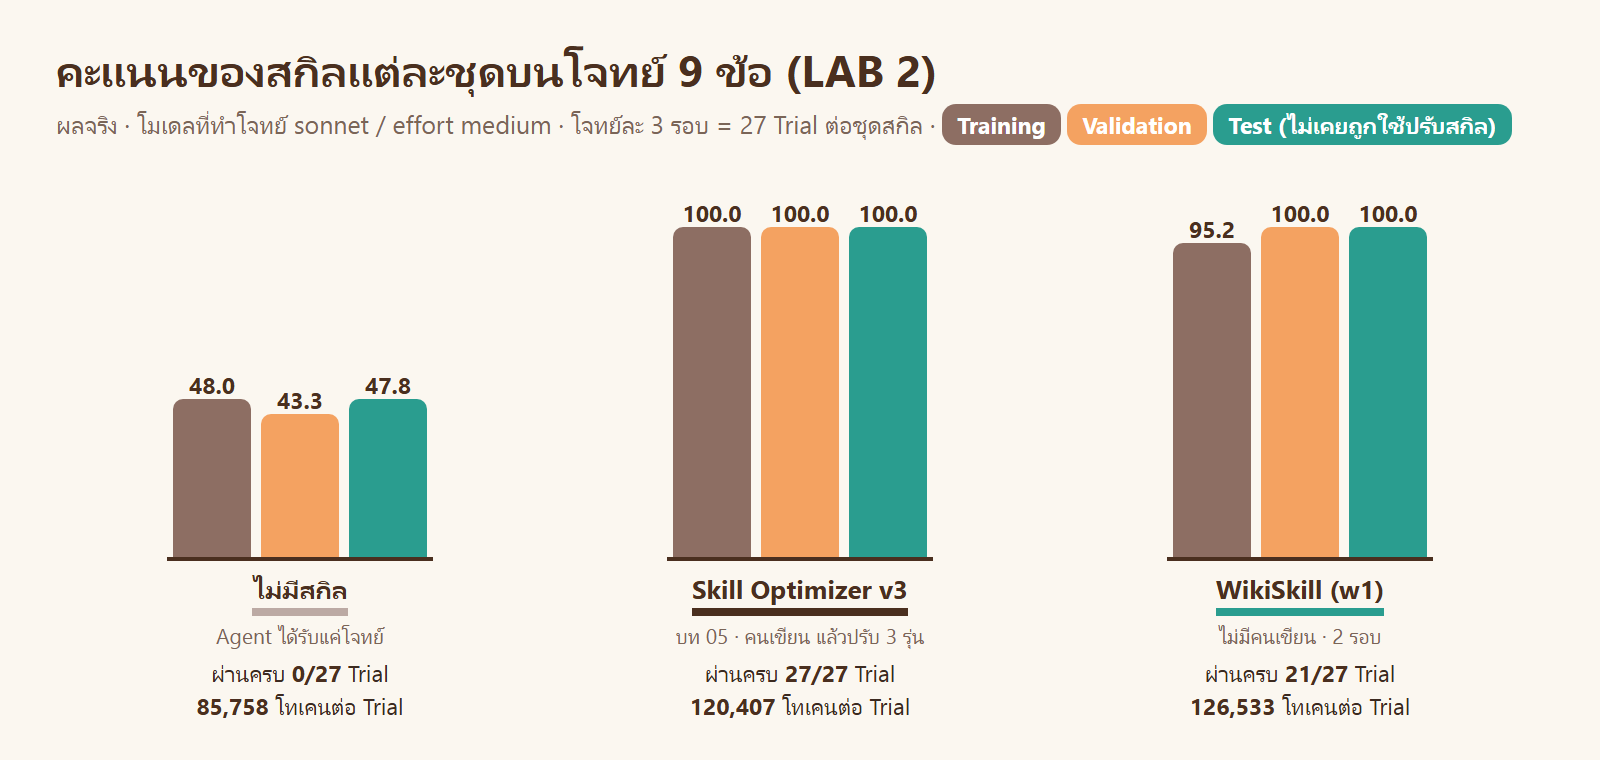 คะแนนของสกิลแต่ละชุดบนโจทย์ 9 ข้อ (LAB 2)
ผลจริง · โมเดลที่ทำโจทย์ sonnet / effort medium · โจทย์ละ 3 รอบ = 27 Trial ต่อชุดสกิล · Training Validation Test (ไม่เคยถูกใช้ปรับสกิล)
48.0 43.3 47.8
100.0 100.0 100.0
95.2 100.0 100.0
ไม่มีสกิล
Agent ได้รับแค่โจทย์
ผ่านครบ 0/27 Trial
85,758 โทเคนต่อ Trial
Skill Optimizer v3
บท 05 · คนเขียน แล้วปรับ 3 รุ่น
ผ่านครบ 27/27 Trial
120,407 โทเคนต่อ Trial
WikiSkill (w1)
ไม่มีคนเขียน · 2 รอบ
ผ่านครบ 21/27 Trial
126,533 โทเคนต่อ Trial